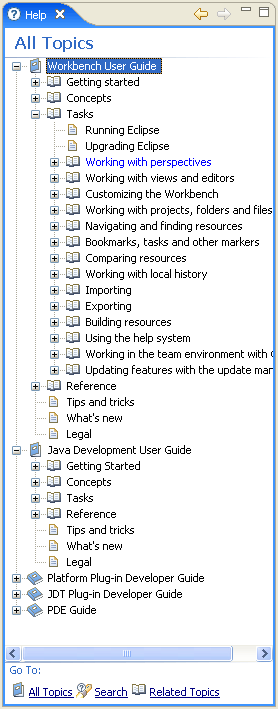 Help
All Topics
Workbench User Guide
Getting started
Concepts
Tasks
Running Eclipse
Upgrading Eclipse
Working with perspectives
Working with views and editors
Customizing the Workbench
Working with projects, folders and files
Navigating and finding resources
Bookmarks, tasks and other markers
Comparing resources
Working with local history
Importing
Exporting
Building resources
Using the help system
Working in the team environment with
Updating features with the update
Reference
Tips and tricks
What's new
Legal
Java Development User Guide
Getting Started
Concepts
Tasks
Reference
Tips and tricks
What's new
Legal
Platform Plug-in Developer Guide
JDT Plug-in Developer Guide
PDE Guide
Go To:
All Topics Search Related Topics